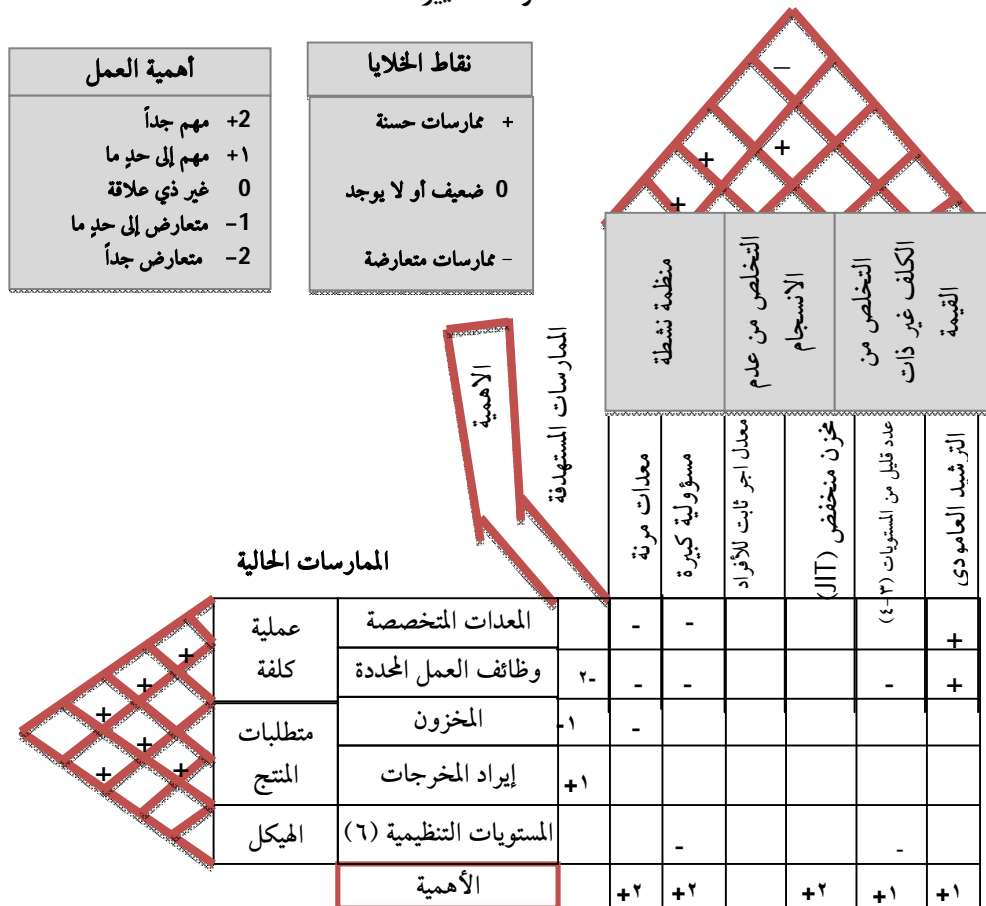 أهمية العمل
+2 مهم جداً
+١ مهم إلى حدٍ ما
0 غير ذي علاقة
-1 متعارض إلى حدٍ ما
-2 متعارض جداً
نقاط الخلايا
+ ممارسات حسنة
0 ضعيف أو لا يوجد
- ممارسات متعارضة
-
+
+
+
منظمة نشطة
التخلص من عدم
الانسجام
التخلص من
الكلف غير ذات
القيمة
الاهمية
الممارسات المستهدفة
معدات مرنة
مسؤولية كبيرة
معدل اجر ثابت للأفراد
مخزن منخفض (JIT)
عدد قليل من المستويات (٣-٤)
الترشيد العامودى
الممارسات الحالية
عملية
كلفة
متطلبات
المنتج
الهيكل
+
+
+
+
+
+
المعدات المتخصصة - - +
وظائف العمل المحددة -٢ - - - +
المخزون -١ -
إيراد المخرجات +١
المستويات التنظيمية (٦) - -
الأهمية +٢ +٢ +٢ +١ +١